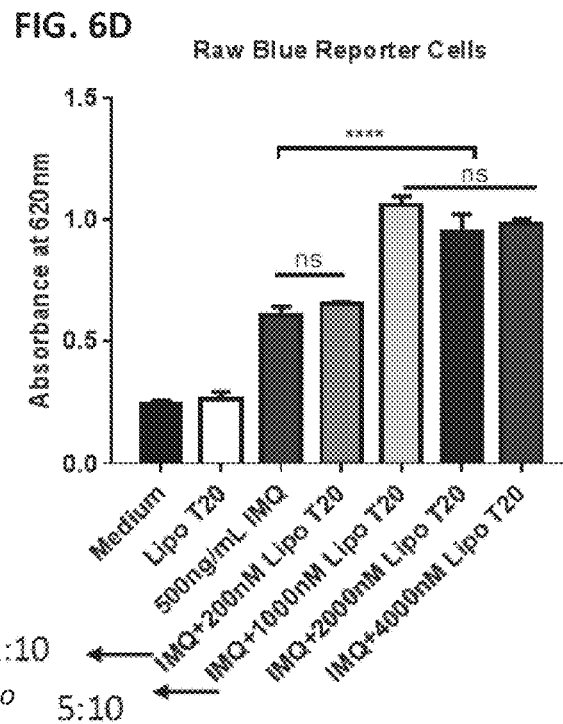 FIG. 6D
Raw Blue Reporter Cells
Absorbance at 620nm
1.5
1.0
0.5
0.0
****
ns
ns
Medium
Lipo T20
500ng/mL IMQ
IMQ+200nM Lipo T20
IMQ+1000nM Lipo T20
IMQ+2000nM Lipo T20
IMQ+4000nM Lipo T20
:10
o
5:10